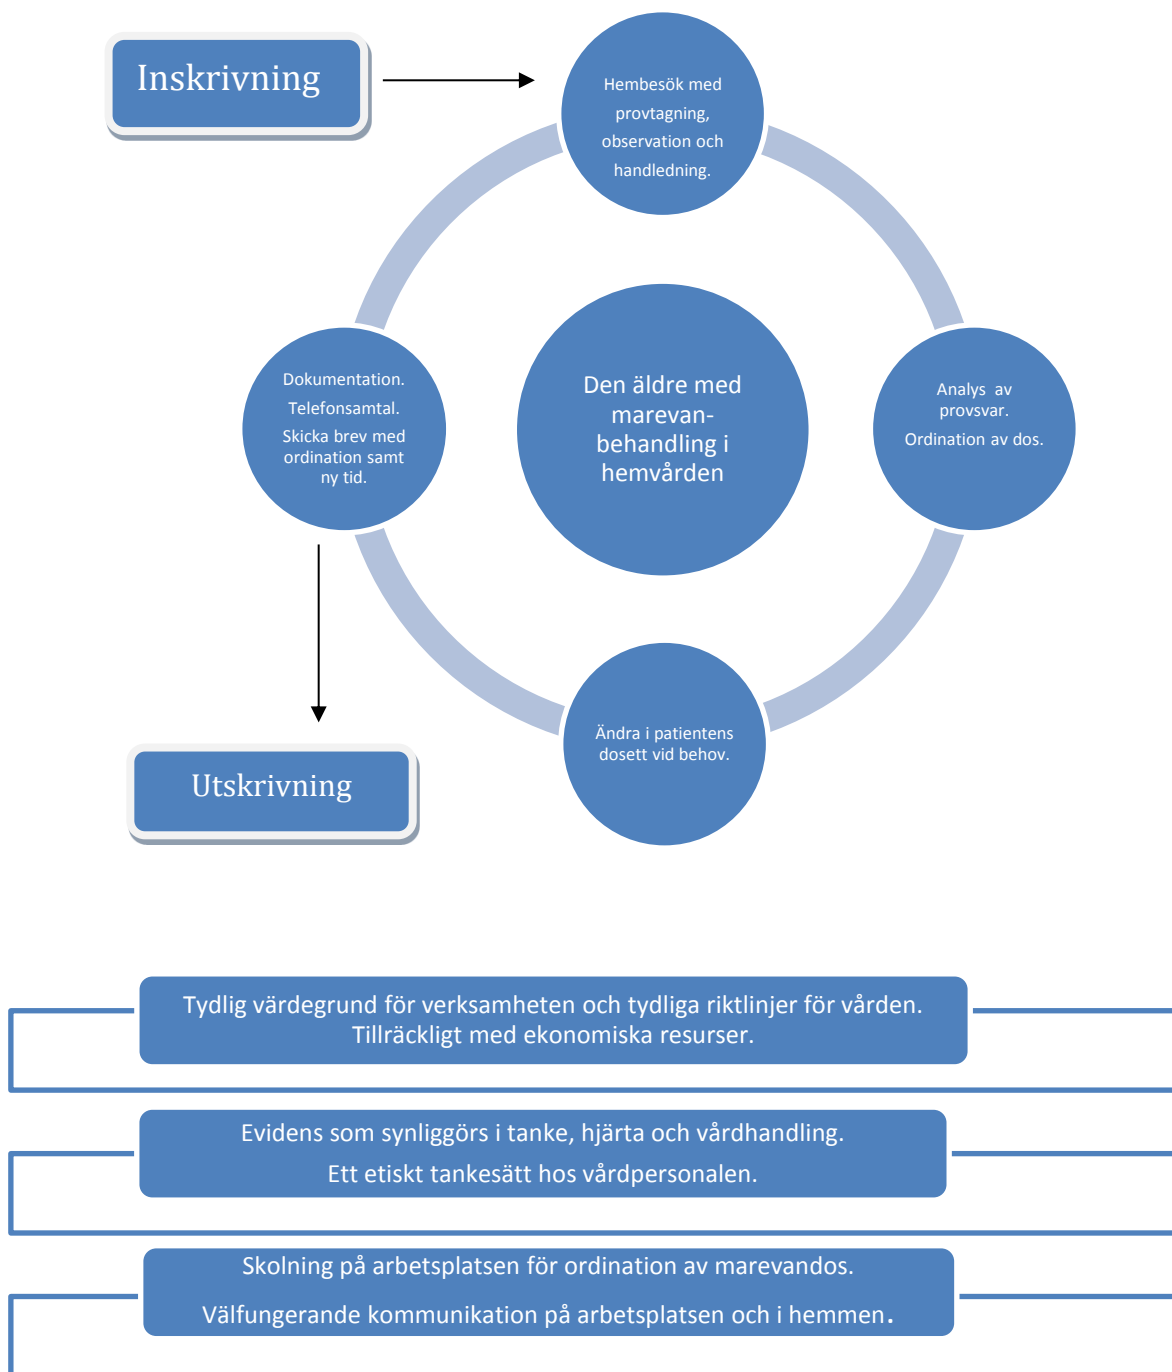 Inskrivning
Hembesök med
provtagning,
observation och
handledning.
Analys av
provsvar.
Ordination av dos.
Ändra i patientens
dosett vid behov.
Dokumentation.
Telefonsamtal.
Skicka brev med
ordination samt
ny tid.
Den äldre med
marevan-
behandling i
hemvården
Utskrivning
Tydlig värdegrund för verksamheten och tydliga riktlinjer för vården.
Tillräckligt med ekonomiska resurser.
Evidens som synliggörs i tanke, hjärta och vårdhandling.
Ett etiskt tankesätt hos vårdpersonalen.
Skolning på arbetsplatsen för ordination av marevandos.
Välfungerande kommunikation på arbetsplatsen och i hemmen.